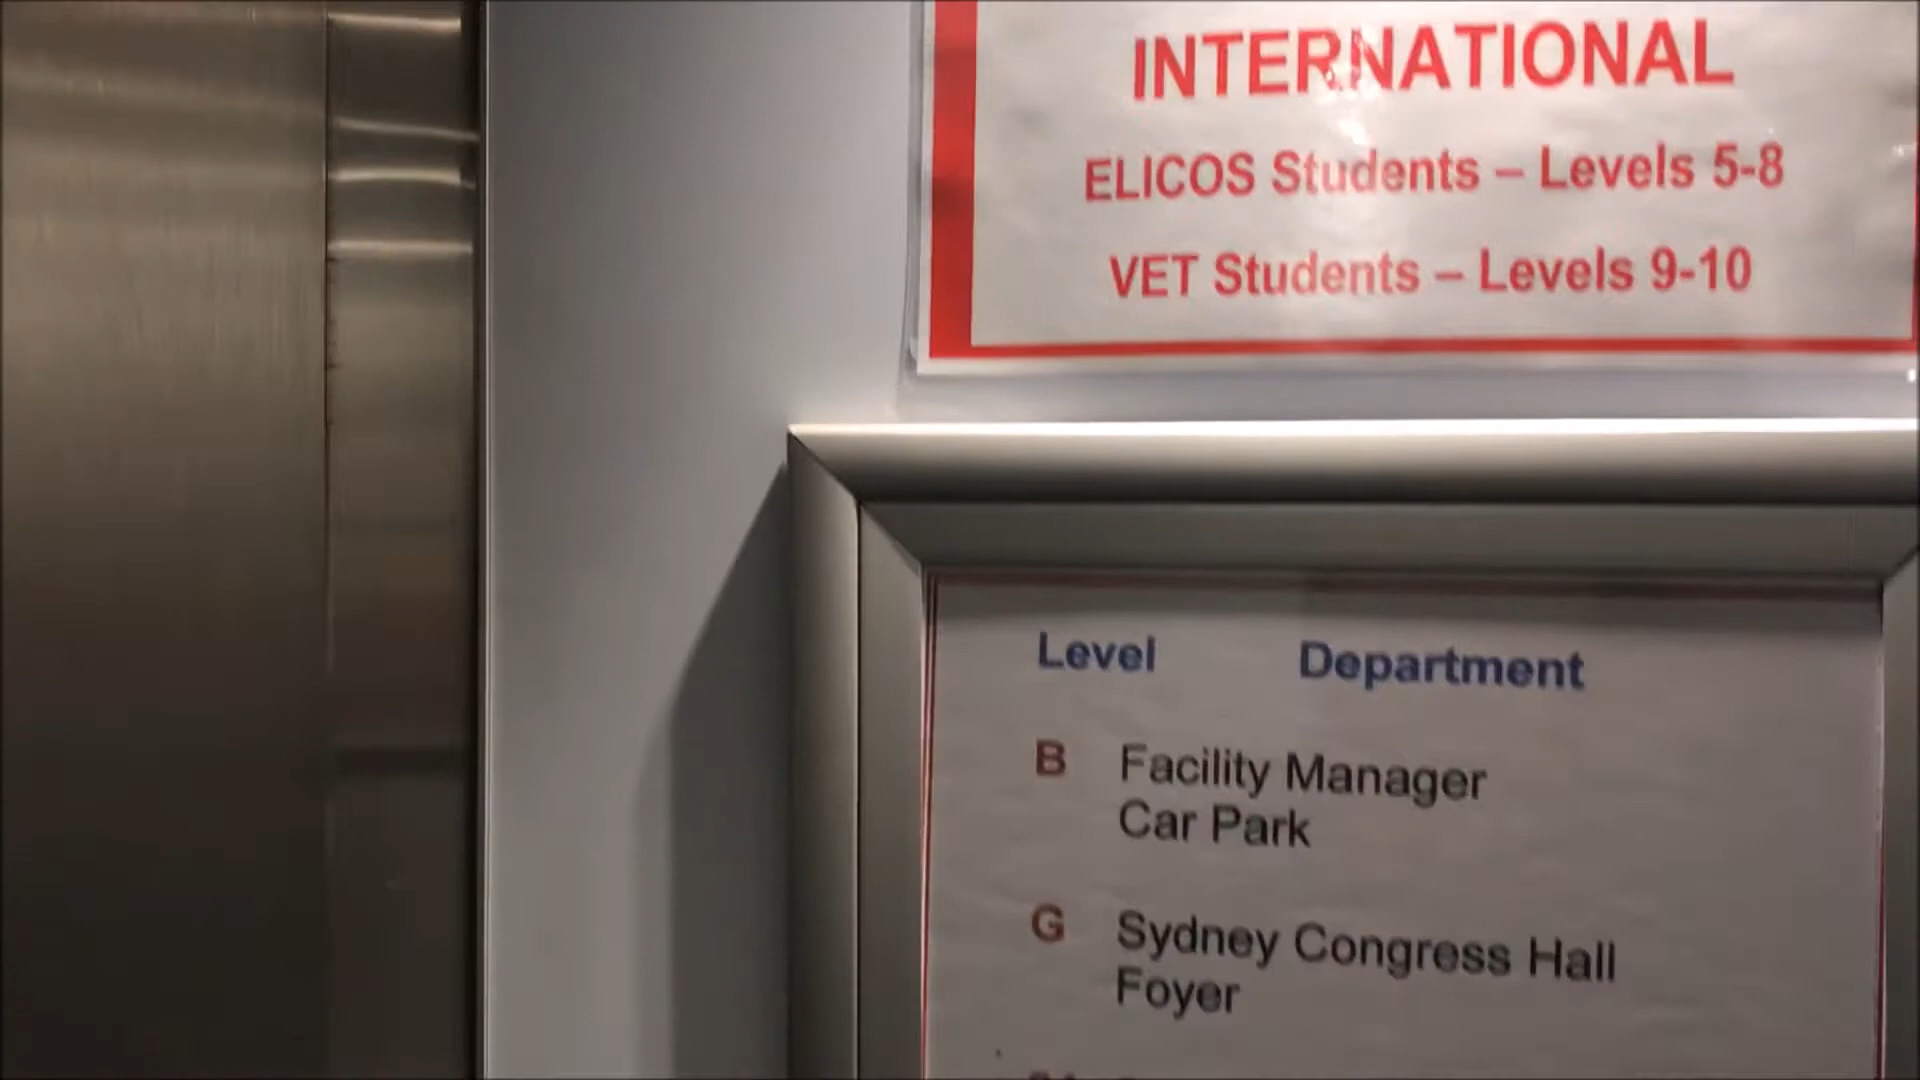 INTERNATIONAL
ELICOS Students – Levels 5-8
VET Students – Levels 9-10
Level Department
B Facility Manager
Car Park
G Sydney Congress Hall
Foyer